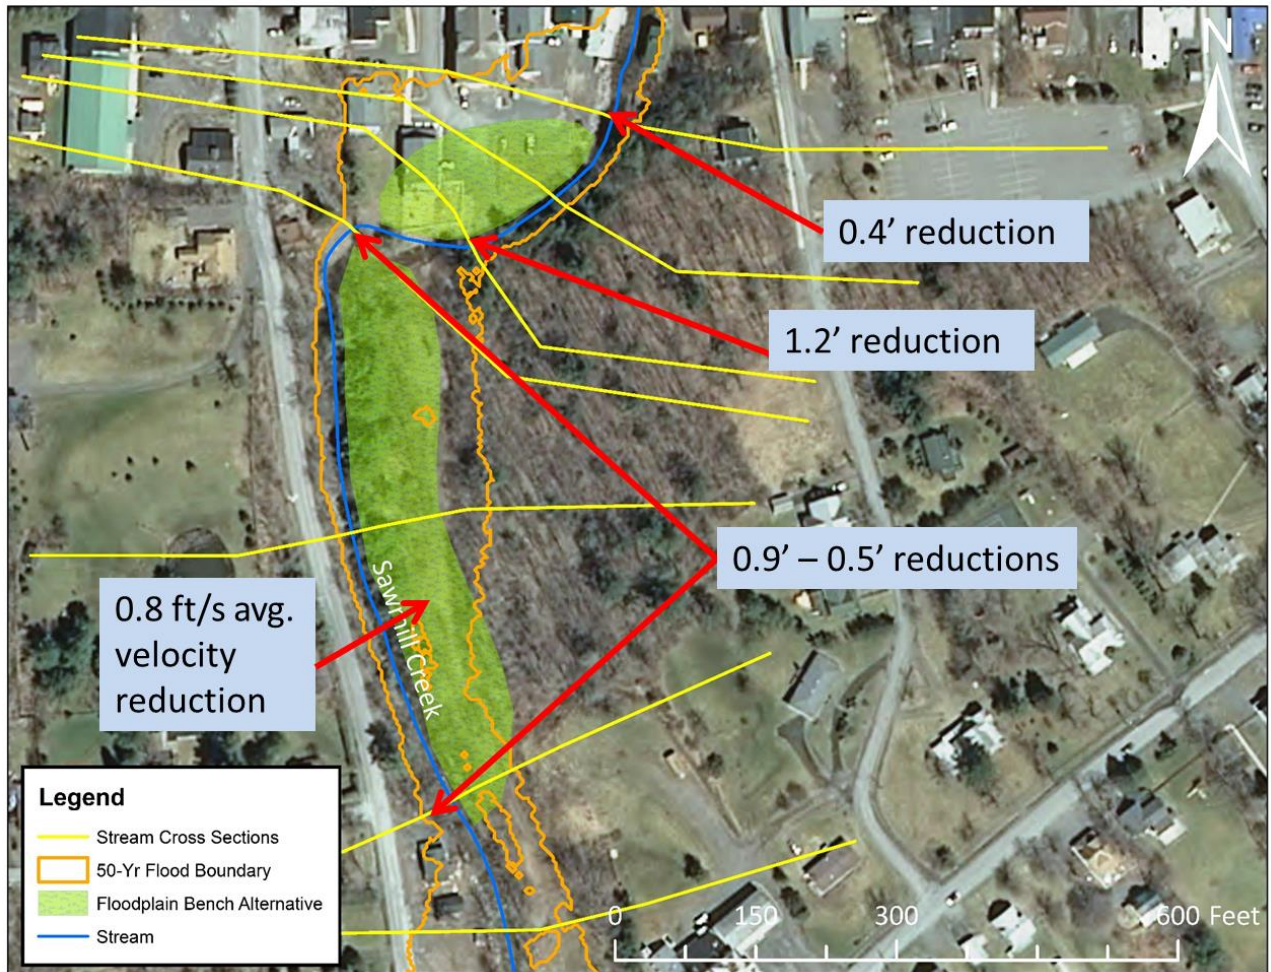 N
0.4’ reduction
1.2’ reduction
0.9’ – 0.5’ reductions
0.8 ft/s avg.
velocity
reduction
Sawmill Creek
Legend
Stream Cross Sections
50-Yr Flood Boundary
Floodplain Bench Alternative
Stream
0 150 300 600 Feet